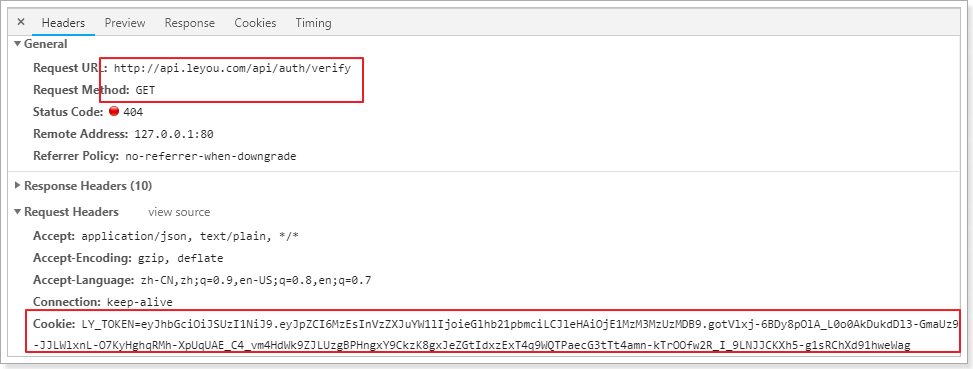 × Headers Preview Response Cookies Timing
▼ General
Request URL: http://api.leyou.com/api/auth/verify
Request Method: GET
Status Code: 404
Remote Address: 127.0.0.1:80
Referrer Policy: no-referrer-when-downgrade
▶ Response Headers (10)
▼ Request Headers view source
Accept: application/json, text/plain, */*
Accept-Encoding: gzip, deflate
Accept-Language: zh-CN,zh;q=0.9,en-US;q=0.8,en;q=0.7
Connection: keep-alive
Cookie: LY_TOKEN=eyJhbGciOiJSUzI1NiJ9.eyJpZCI6MzEsInVzZXJuYW1lIjoieGlhb21pbmciLCJleHAiOjE1MzM3MzUzMDB9.gotVlxj-6BDy8pOlA_L0o0AkDukdDl3-GmaUz9
-JJLWlxnL-O7KyHghqRMh-XpUqUAE_C4_vm4HdWk9ZJLUzgBPHngxY9CkzK8gxJeZGtIdxzExT4q9WQTPaecG3tTt4amn-kTrOOfw2R_I_9LNJJCKXh5-g1sRChXd91hweWag